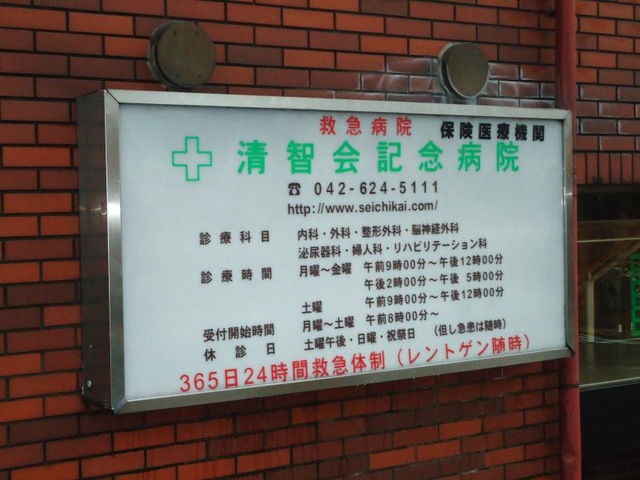 救急病院 保険医療機関
清智会記念病院
☎ 042-624-5111
http://www.seichikai.com/
診療科目 内科・外科・整形外科・脳神経外科
泌尿器科・婦人科・リハビリテーション科
診療時間 月曜〜金曜 午前9時00分〜午後12時00分
午後2時00分〜午後 5時00分
土曜 午前9時00分〜午後12時00分
受付開始時間 月曜〜土曜 午前8時00分〜
休診日 土曜午後・日曜・祝祭日 (但し急患は随時)
365日24時間救急体制(レントゲン随時)